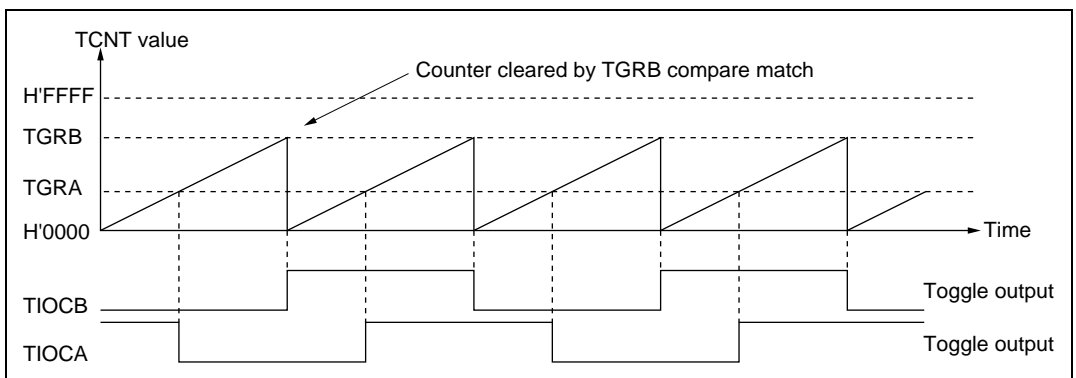 TCNT value
Counter cleared by TGRB compare match
H'FFFF
TGRB
TGRA
H'0000
Time
TIOCB
Toggle output
TIOCA
Toggle output